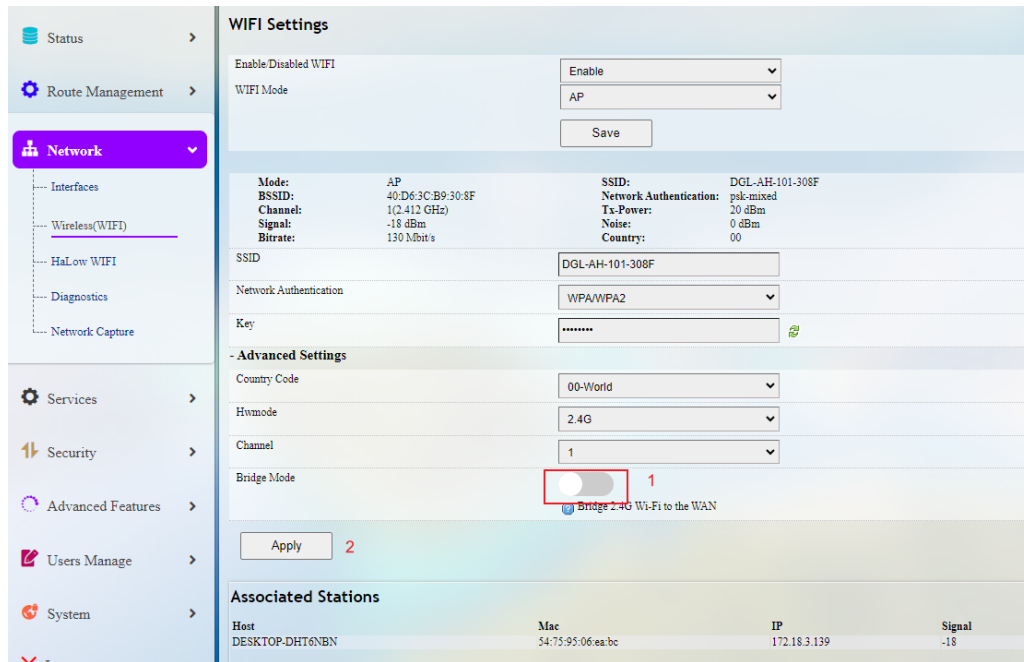 Status
Route Management
Network
Interfaces
Wireless(WIFI)
HaLow WIFI
Diagnostics
Network Capture
Services
Security
Advanced Features
Users Manage
System
WIFI Settings
Enable/Disabled WIFI Enable
WIFI Mode AP
Save
Mode: AP SSID: DGL-AH-101-308F
BSSID: 40:D6:3C:B9:30:8F Network Authentication: psk-mixed
Channel: 1(2.412 GHz) Tx-Power: 20 dBm
Signal: -18 dBm Noise: 0 dBm
Bitrate: 130 Mbit/s Country: 00
SSID DGL-AH-101-308F
Network Authentication WPA/WPA2
Key ••••••••
- Advanced Settings
Country Code 00-World
Hwmode 2.4G
Channel 1
Bridge Mode 1
Bridge 2.4G Wi-Fi to the WAN
Apply 2
Associated Stations
Host Mac IP Signal
DESKTOP-DHT6NBN 54:75:95:06:ea:bc 172.18.3.139 -18